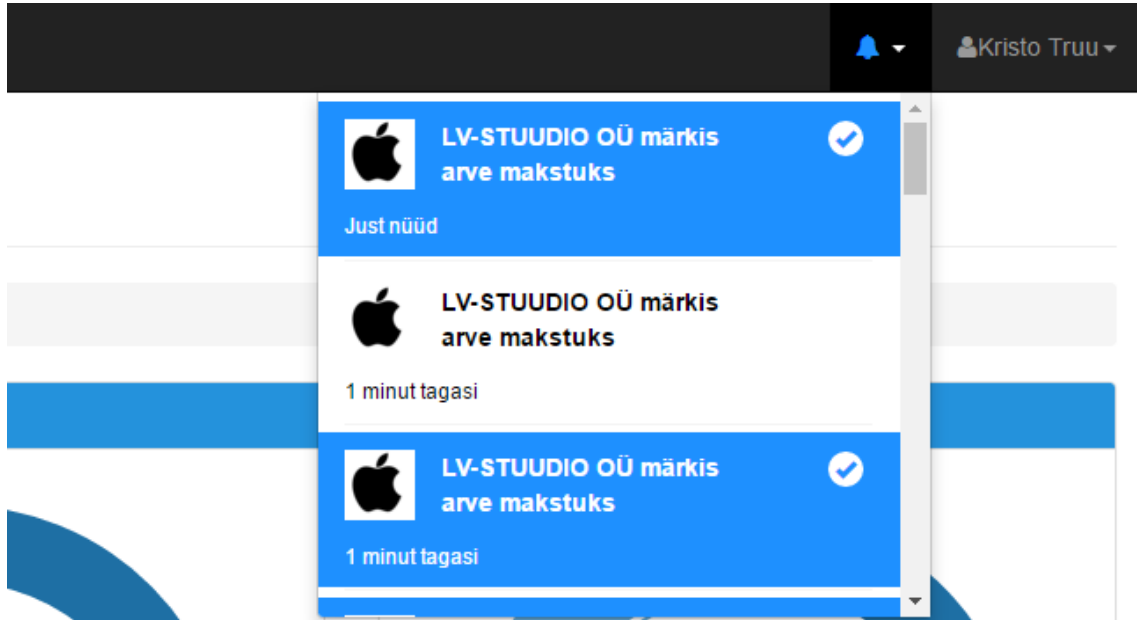 Kristo Truu
LV-STUUDIO OÜ märkis
arve makstuks
Just nüüd
LV-STUUDIO OÜ märkis
arve makstuks
1 minut tagasi
LV-STUUDIO OÜ märkis
arve makstuks
1 minut tagasi